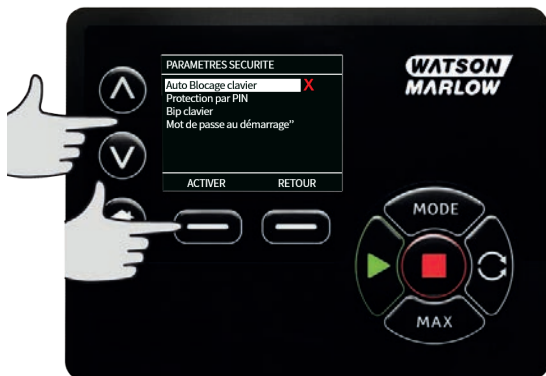 PARAMETRES SECURITE
Auto Blocage clavier X
Protection par PIN
Bip clavier
Mot de passe au démarrage”
ACTIVER RETOUR
WATSON
MARLOW
MODE
MAX